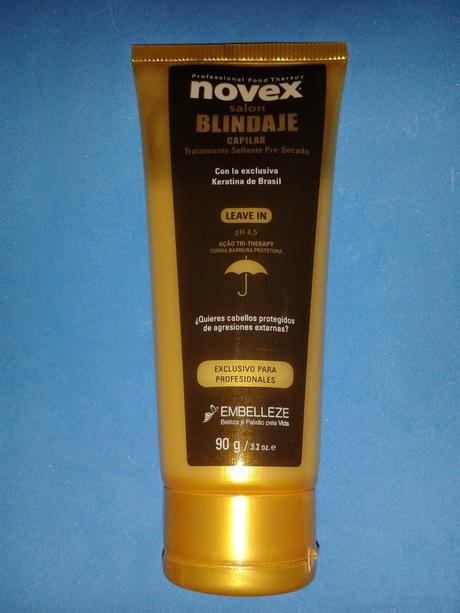 Professional Food Therapy
novex
salon
BLINDAJE
CAPILAR
Tratamiento Sellante Pre-Secado
Con la exclusiva
Keratina de Brasil
LEAVE IN
pH 4,5
AÇÃO TRI-THERAPY
FORMA BARREIRA PROTETORA
¿Quieres cabellos protegidos
de agresiones externas?
EXCLUSIVO PARA
PROFESIONALES
EMBELLEZE
Beleza é Paixão pela Vida
90 g / 3.2 oz. e